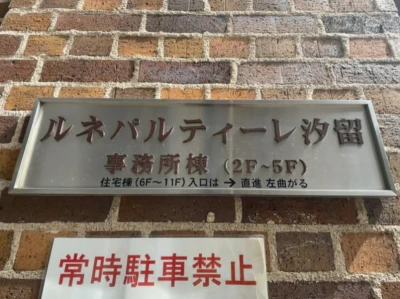 ルネパルティーレ汐留
事務所棟 (2F~5F)
住宅棟(6F~11F)入口は → 直進 左曲がる
常時駐車禁止